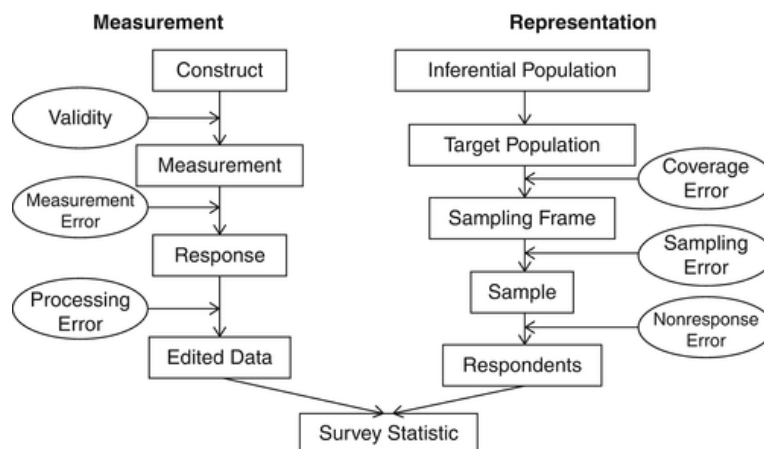 Measurement
Representation
Construct
Inferential Population
Validity
Target Population
Measurement
Coverage
Error
Measurement
Error
Sampling Frame
Response
Sampling
Error
Processing
Error
Sample
Nonresponse
Error
Edited Data
Respondents
Survey Statistic